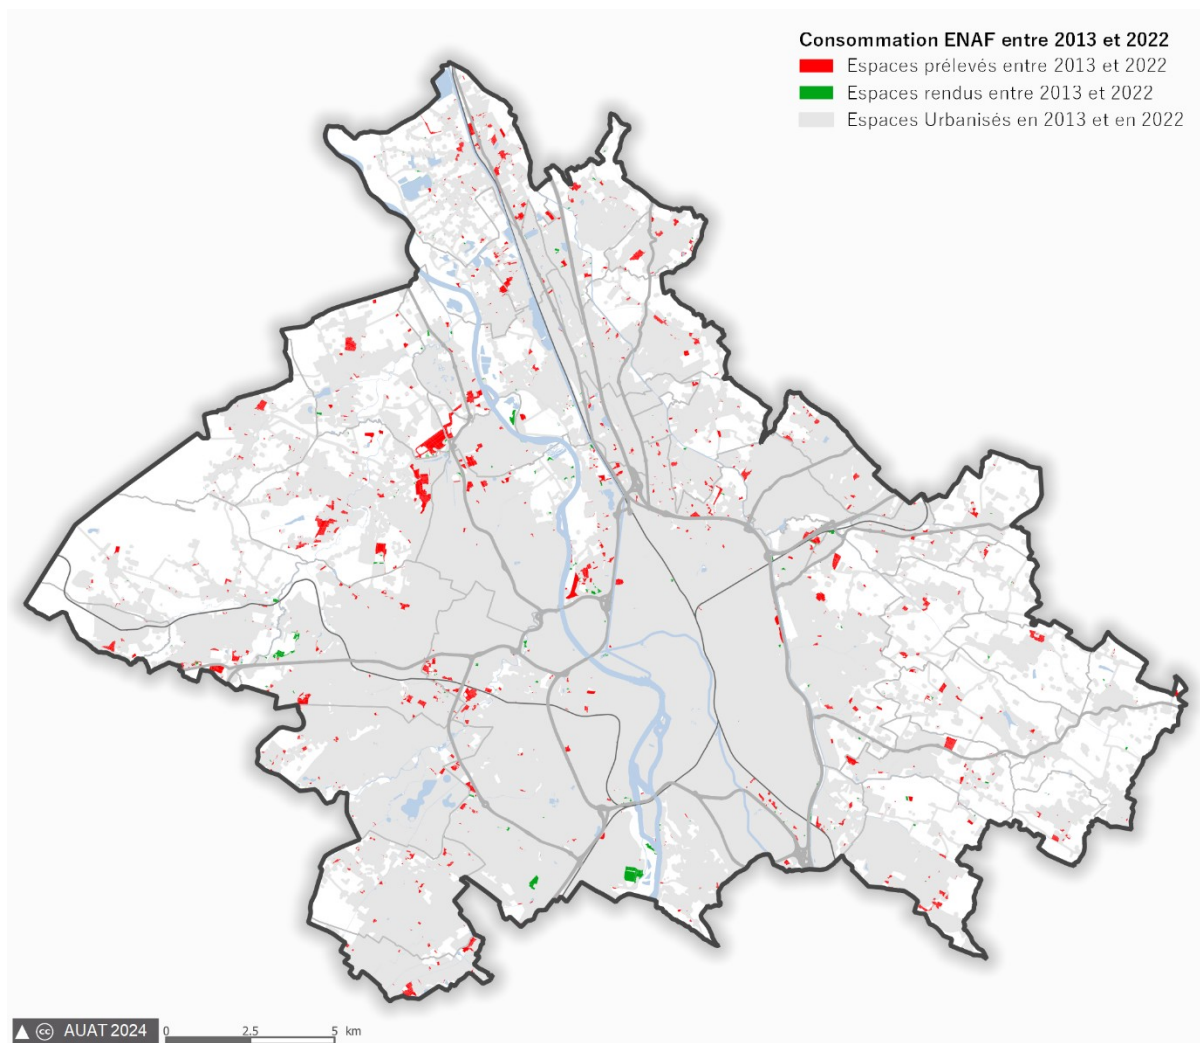 Consommation ENAF entre 2013 et 2022
Espaces prélevés entre 2013 et 2022
Espaces rendus entre 2013 et 2022
Espaces Urbanisés en 2013 et en 2022
cc AUAT 2024
0 2.5 5 km